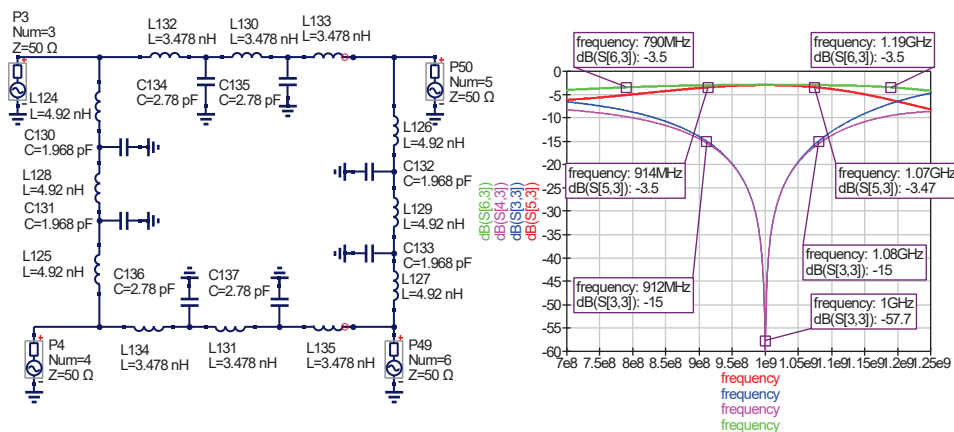 P3
Num=3
Z=50 Ω
L132
L=3.478 nH
L130
L=3.478 nH
L133
L=3.478 nH
C134
C=2.78 pF
C135
C=2.78 pF
P50
Num=5
Z=50 Ω
L124
L=4.92 nH
C130
C=1.968 pF
L128
L=4.92 nH
C131
C=1.968 pF
L125
L=4.92 nH
L126
L=4.92 nH
C132
C=1.968 pF
L129
L=4.92 nH
C133
C=1.968 pF
L127
L=4.92 nH
C136
C=2.78 pF
C137
C=2.78 pF
P4
Num=4
Z=50 Ω
L134
L=3.478 nH
L131
L=3.478 nH
L135
L=3.478 nH
P49
Num=6
Z=50 Ω
frequency: 790MHz
dB(S[6,3]): -3.5
frequency: 1.19GHz
dB(S[6,3]): -3.5
frequency: 914MHz
dB(S[5,3]): -3.5
frequency: 1.07GHz
dB(S[5,3]): -3.47
frequency: 912MHz
dB(S[3,3]): -15
frequency: 1.08GHz
dB(S[3,3]): -15
frequency: 1GHz
dB(S[3,3]): -57.7
dB(S[6,3])
dB(S[4,3])
dB(S[3,3])
dB(S[5,3])
0
-5
-10
-15
-20
-25
-30
-35
-40
-45
-50
-55
-60
7e8 7.5e8 8e8 8.5e8 9e8 9.5e8 1e9 1.05e9 1.1e9 1.15e9 1.2e9 1.25e9
frequency
frequency
frequency
frequency